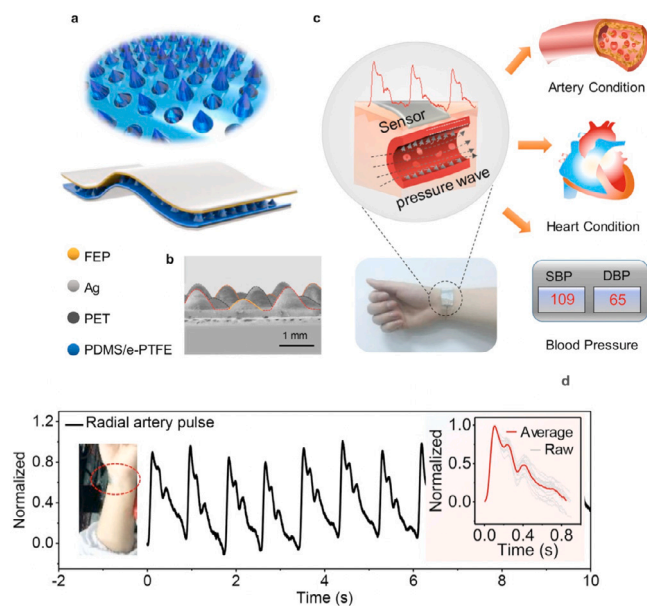 a
FEP
Ag
PET
PDMS/e-PTFE
b
1 mm
c
Sensor
pressure wave
Artery Condition
Heart Condition
SBP
DBP
109
65
Blood Pressure
d
Normalized
1.2
0.8
0.4
0.0
Radial artery pulse
-2
0
2
4
6
8
10
Time (s)
Normalized
1.0
0.5
0.0
Average
Raw
0.0
0.4
0.8
Time (s)